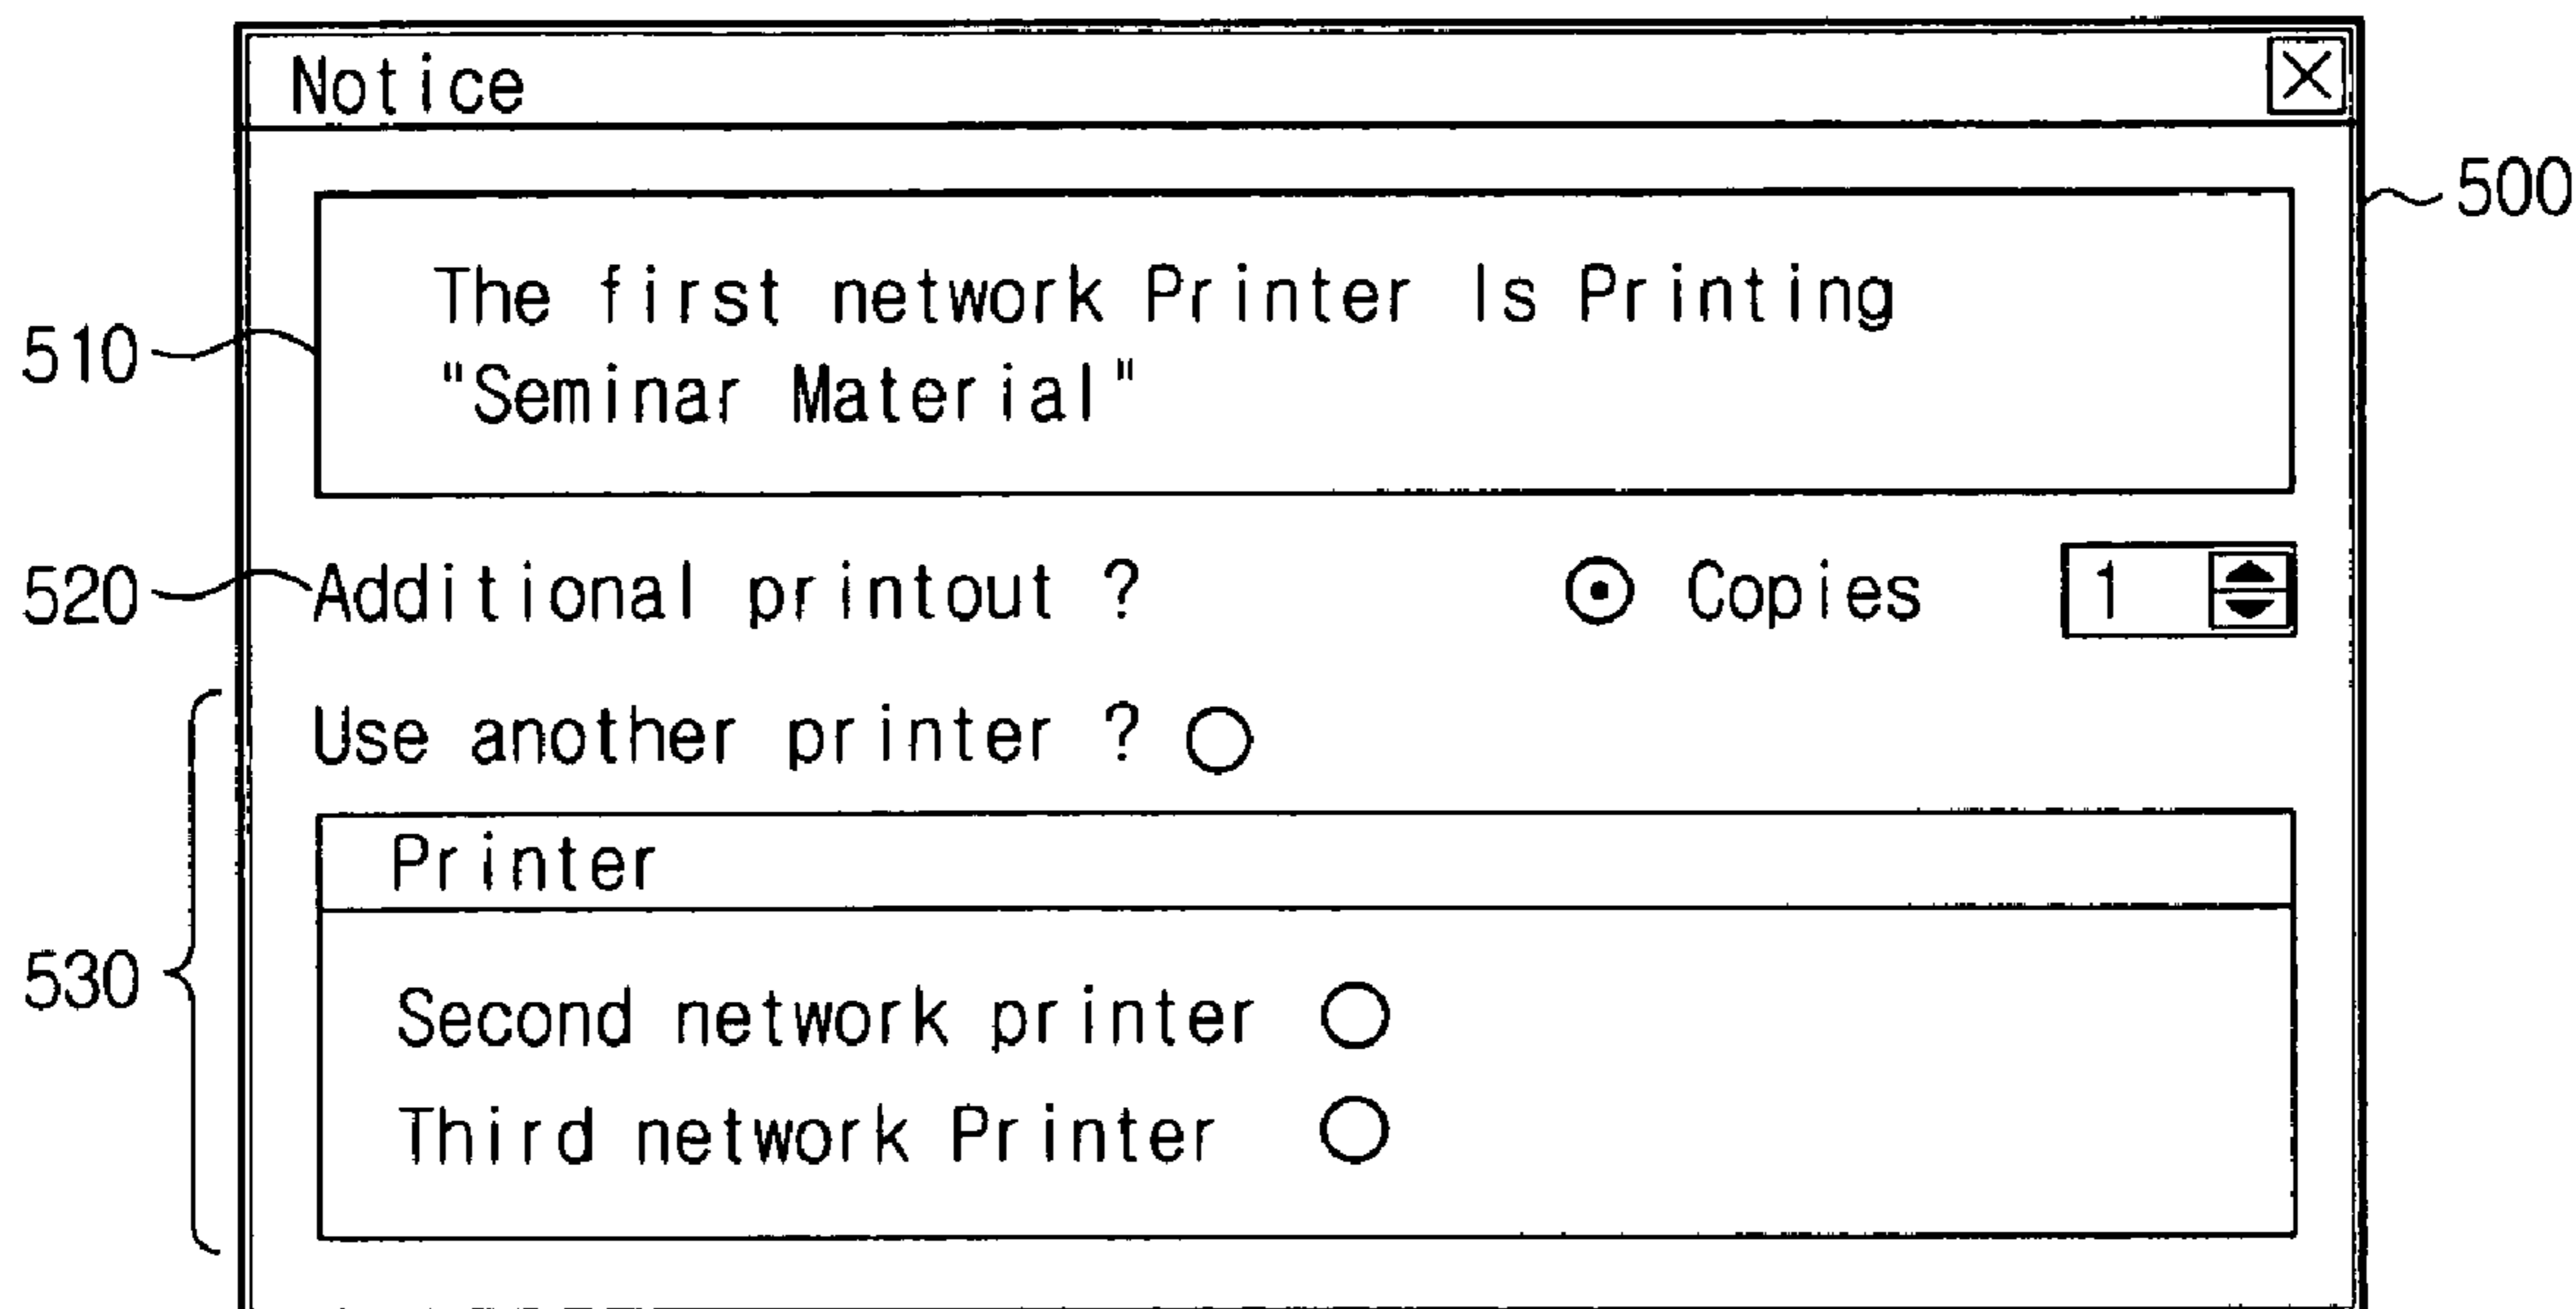 Notice
500
The first network Printer Is Printing
510
"Seminar Material"
520 Additional printout ? Copies 1
Use another printer ?
Printer
530
Second network printer
Third network Printer